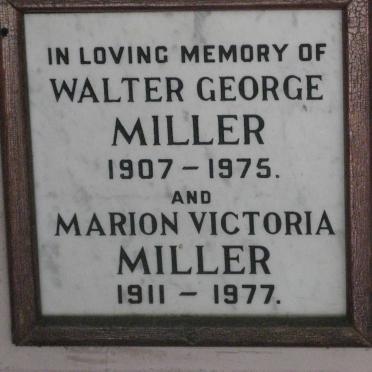 IN LOVING MEMORY OF
WALTER GEORGE
MILLER
1907 – 1975.
AND
MARION VICTORIA
MILLER
1911 – 1977.